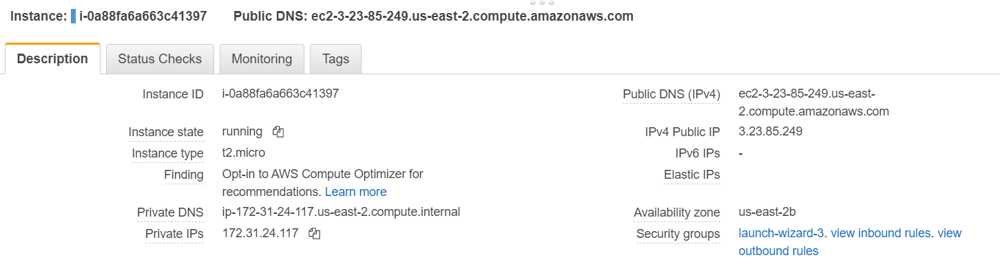 Instance: i-0a88fa6a663c41397 Public DNS: ec2-3-23-85-249.us-east-2.compute.amazonaws.com
Description Status Checks Monitoring Tags
Instance ID i-0a88fa6a663c41397 Public DNS (IPv4) ec2-3-23-85-249.us-east-
2.compute.amazonaws.com
Instance state running IPv4 Public IP 3.23.85.249
Instance type t2.micro IPv6 IPs -
Finding Opt-in to AWS Compute Optimizer for Elastic IPs
recommendations. Learn more
Private DNS ip-172-31-24-117.us-east-2.compute.internal Availability zone us-east-2b
Private IPs 172.31.24.117 Security groups launch-wizard-3. view inbound rules. view
outbound rules